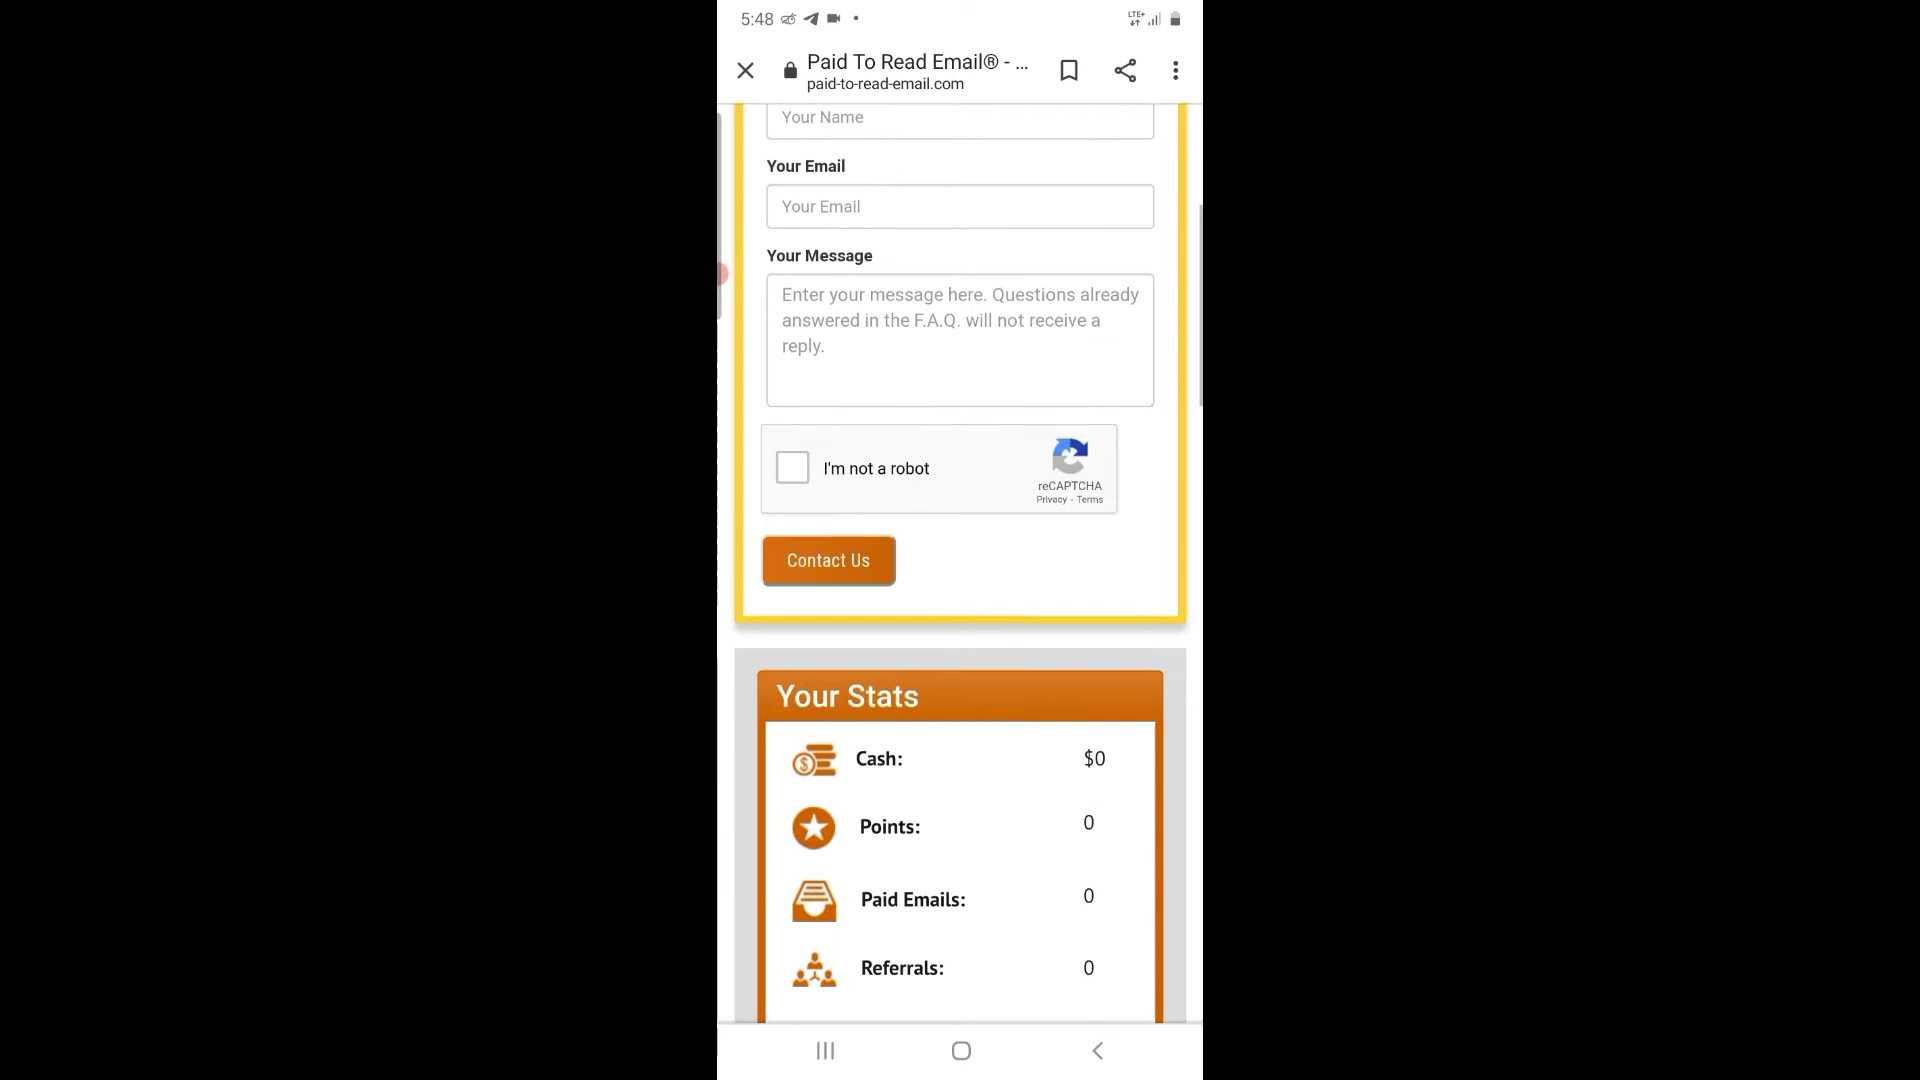 5:48
LTE+
Paid To Read Email® - ...
paid-to-read-email.com
Your Name
Your Email
Your Email
Your Message
Enter your message here. Questions already
answered in the F.A.Q. will not receive a
reply.
I'm not a robot
reCAPTCHA
Privacy - Terms
Contact Us
Your Stats
Cash: $0
Points: 0
Paid Emails: 0
Referrals: 0